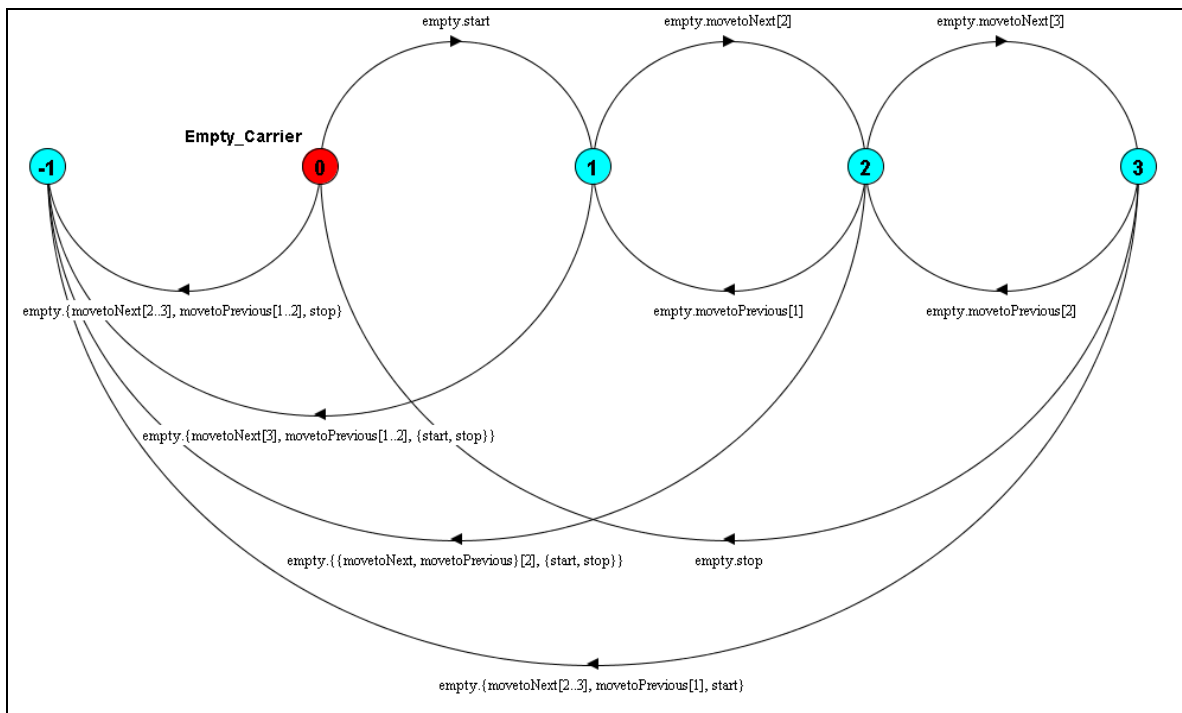 empty.start
empty.movetoNext[2]
empty.movetoNext[3]
Empty_Carrier
-1
0
1
2
3
empty.{movetoNext[2..3], movetoPrevious[1..2], stop}
empty.movetoPrevious[1]
empty.movetoPrevious[2]
empty.{movetoNext[3], movetoPrevious[1..2], {start, stop}}
empty.{{movetoNext, movetoPrevious}[2], {start, stop}}
empty.stop
empty.{movetoNext[2..3], movetoPrevious[1], start}